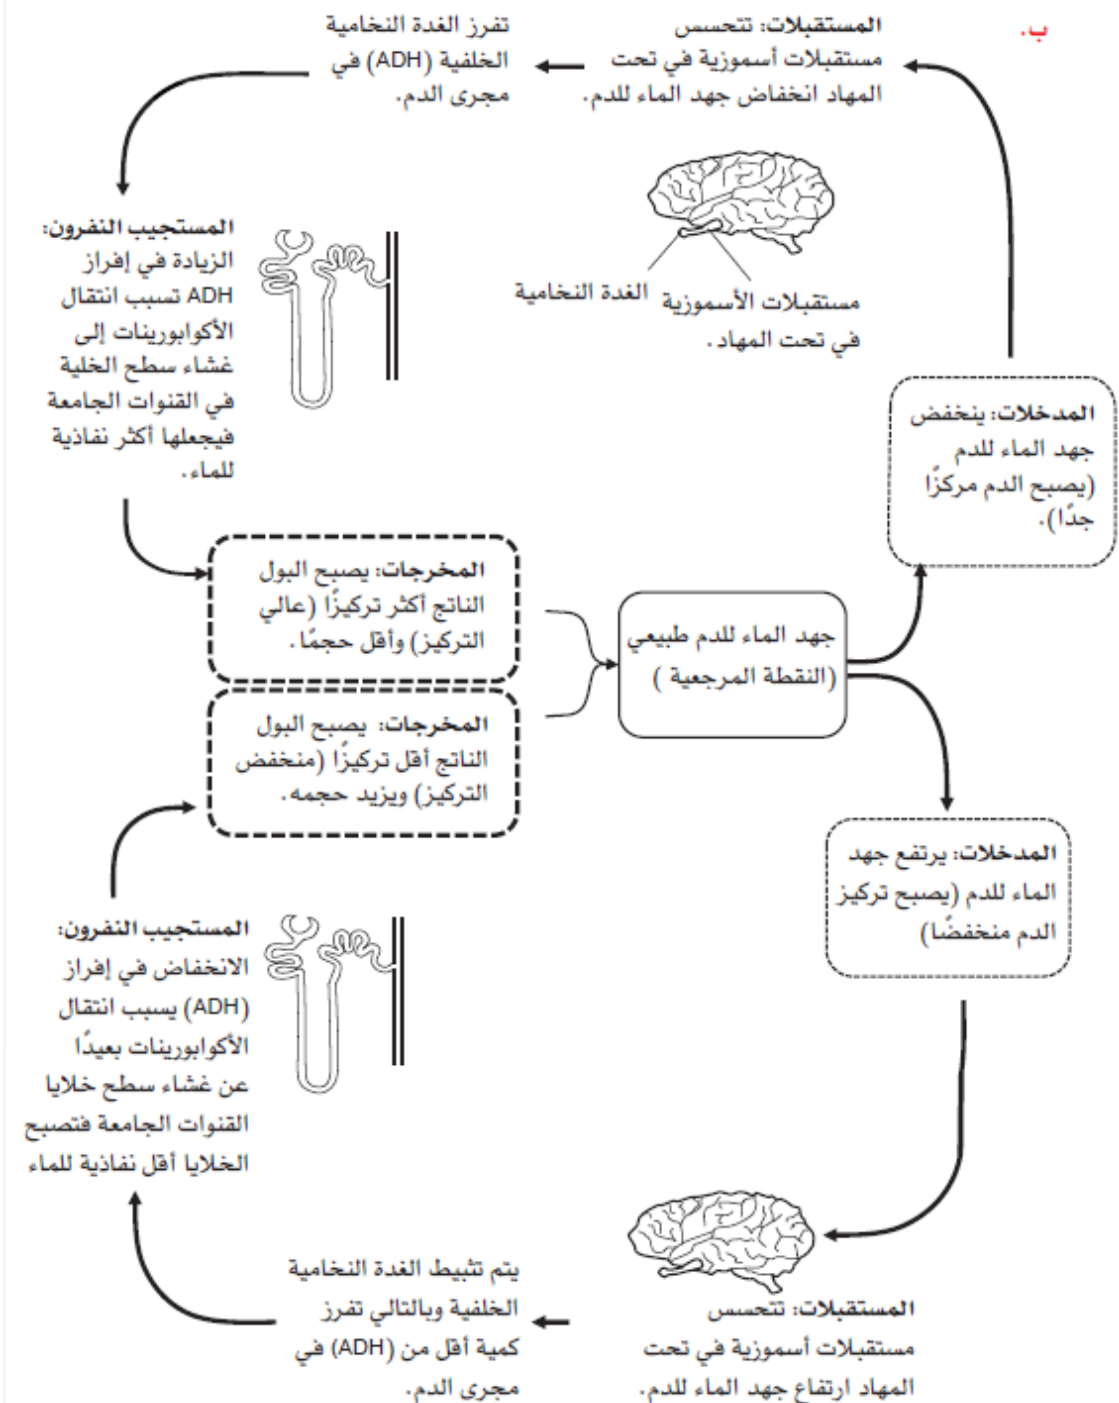 ب.
المستقبلات: تتحسس
مستقبلات أسموزية في تحت
المهاد انخفاض جهد الماء للدم.
تفرز الغدة النخامية
الخلفية (ADH) في
مجرى الدم.
الغدة النخامية
مستقبلات الأسموزية
في تحت المهاد.
المستجيب النفرون:
الزيادة في إفراز
ADH تسبب انتقال
الأكوابورينات إلى
غشاء سطح الخلية
في القنوات الجامعة
فيجعلها أكثر نفاذية
للماء.
المدخلات: ينخفض
جهد الماء للدم
(يصبح الدم مركزًا
جدًا).
المخرجات: يصبح البول
الناتج أكثر تركيزًا (عالي
التركيز) وأقل حجمًا.
جهد الماء للدم طبيعي
(النقطة المرجعية )
المخرجات: يصبح البول
الناتج أقل تركيزًا (منخفض
التركيز) ويزيد حجمه.
المدخلات: يرتفع جهد
الماء للدم (يصبح تركيز
الدم منخفضًا)
المستجيب النفرون:
الانخفاض في إفراز
(ADH) يسبب انتقال
الأكوابورينات بعيدًا
عن غشاء سطح خلايا
القنوات الجامعة فتصبح
الخلايا أقل نفاذية للماء
المستقبلات: تتحسس
مستقبلات أسموزية في تحت
المهاد ارتفاع جهد الماء للدم.
يتم تثبيط الغدة النخامية
الخلفية وبالتالي تفرز
كمية أقل من (ADH) في
مجرى الدم.